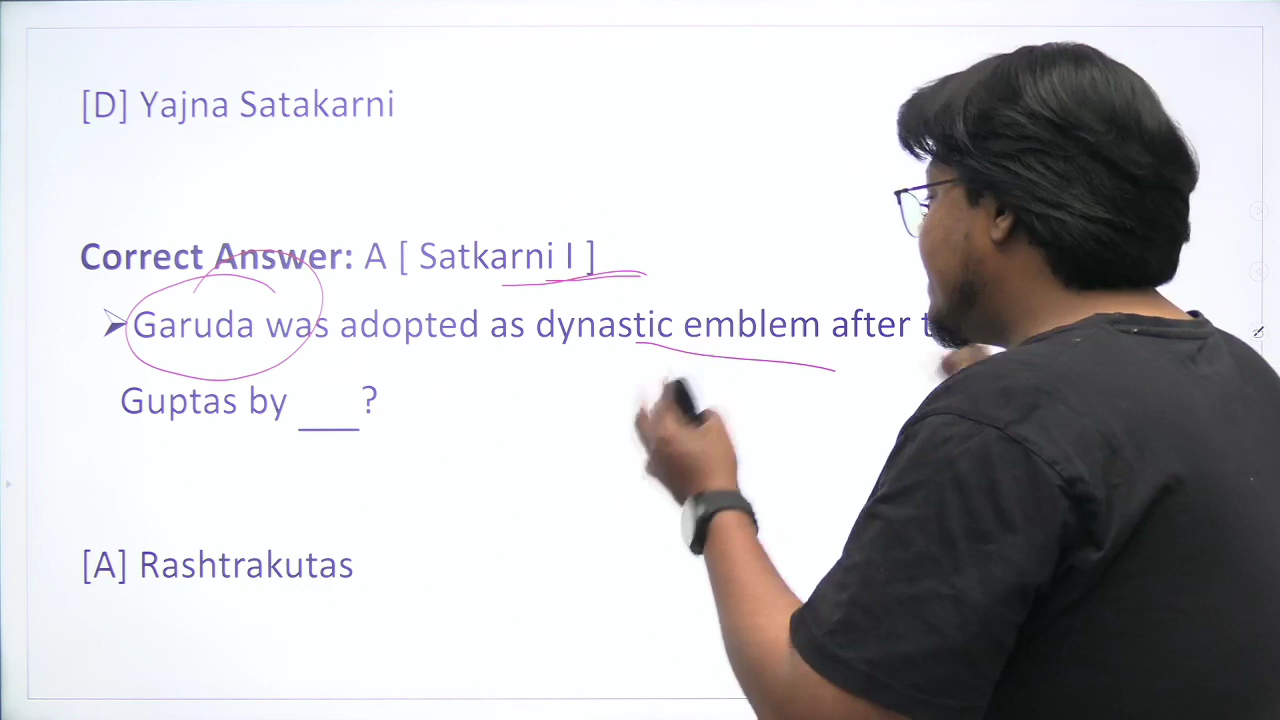 [D] Yajna Satakarni
Correct Answer: A [ Satkarni I ]
Garuda was adopted as dynastic emblem after
Guptas by ___?
[A] Rashtrakutas